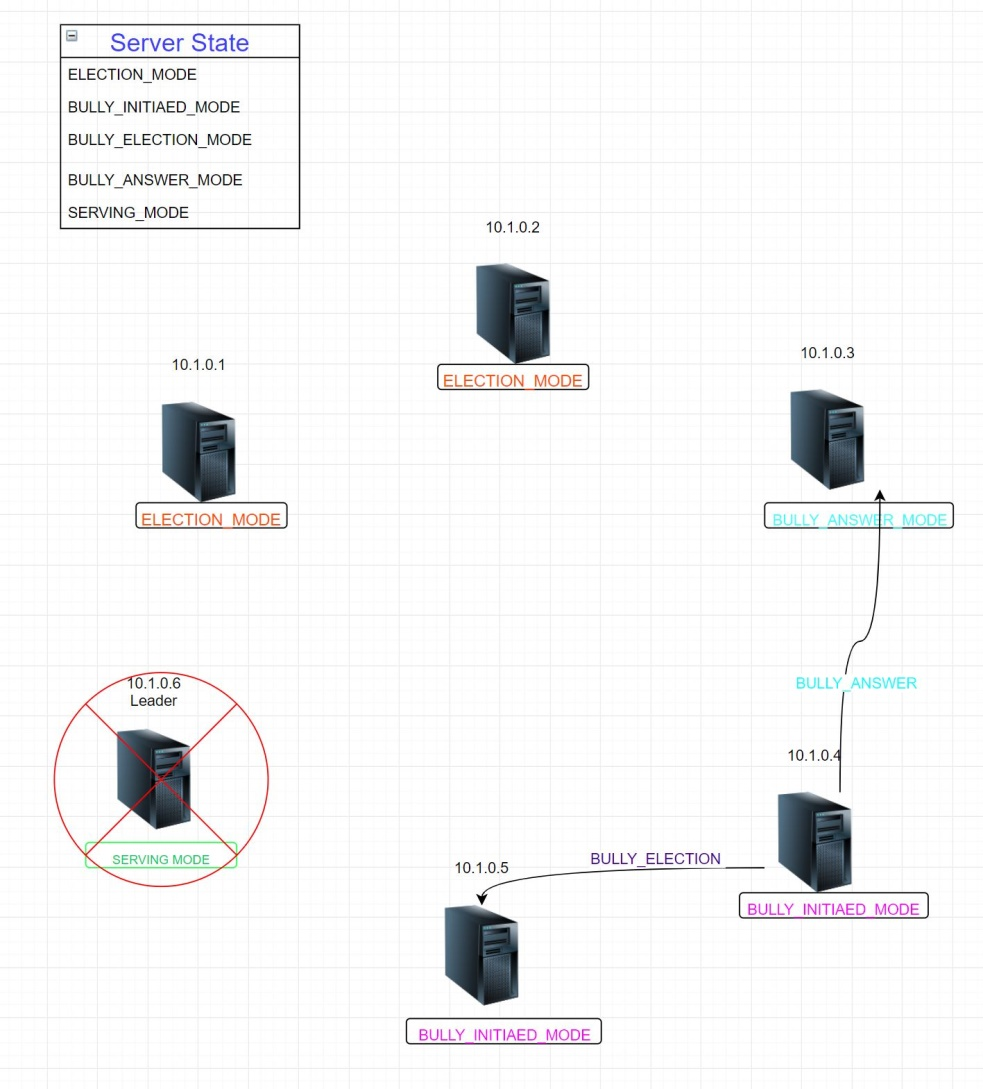 Server State
ELECTION_MODE
BULLY_INITIAED_MODE
BULLY_ELECTION_MODE
BULLY_ANSWER_MODE
SERVING_MODE
10.1.0.2
ELECTION_MODE
10.1.0.1
ELECTION_MODE
10.1.0.3
BULLY_ANSWER_MODE
10.1.0.6
Leader
SERVING MODE
BULLY_ANSWER
10.1.0.4
BULLY_INITIAED_MODE
BULLY_ELECTION
10.1.0.5
BULLY_INITIAED_MODE